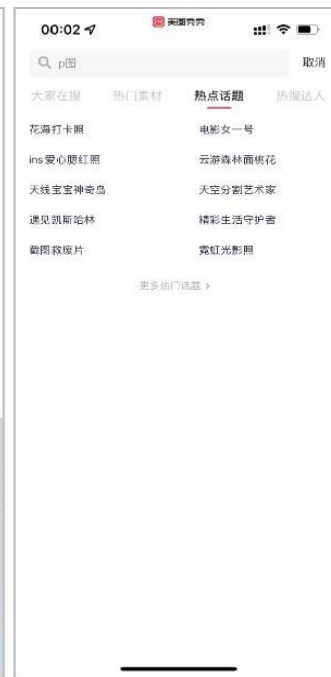 00:02 美图秀秀
p图 取消
大家在搜 热门素材 热点话题 热搜达人
花海打卡照 电影女一号
ins爱心腮红照 云游森林面桃花
天线宝宝神奇岛 天空分割艺术家
遇见凯斯哈林 精彩生活守护者
截图救废片 霓虹光影照
更多热门话题 >